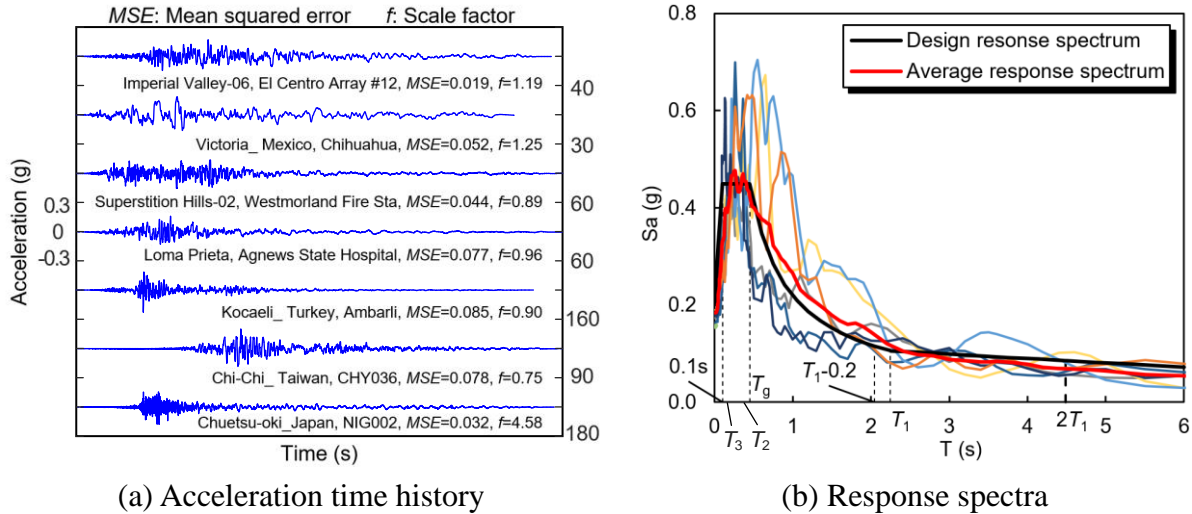 MSE: Mean squared error f: Scale factor
Imperial Valley-06, El Centro Array #12, MSE=0.019, f=1.19
40
Victoria_ Mexico, Chihuahua, MSE=0.052, f=1.25
30
Superstition Hills-02, Westmorland Fire Sta, MSE=0.044, f=0.89
60
0.3
0
-0.3
Acceleration (g)
Loma Prieta, Agnews State Hospital, MSE=0.077, f=0.96
60
Kocaeli_ Turkey, Ambarli, MSE=0.085, f=0.90
160
Chi-Chi_ Taiwan, CHY036, MSE=0.078, f=0.75
90
Chuetsu-oki_Japan, NIG002, MSE=0.032, f=4.58
180
Time (s)
(a) Acceleration time history
0.8
0.6
0.4
0.2
0.1
0.0
Sa (g)
Design resonse spectrum
Average response spectrum
0.1s
Tg
T1-0.2
T1
2T1
0 1 2 3 4 5 6
T3 T2
T (s)
(b) Response spectra